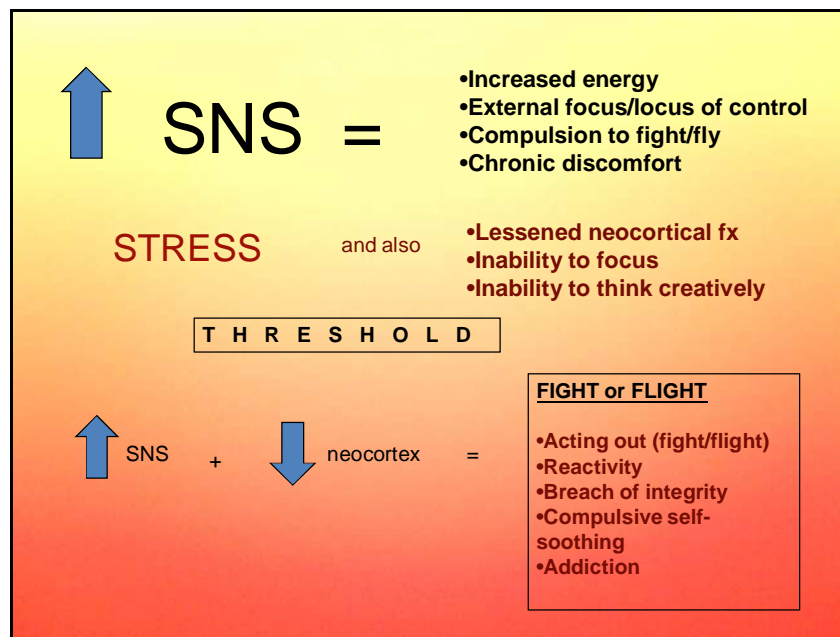 SNS =
•Increased energy
•External focus/locus of control
•Compulsion to fight/fly
•Chronic discomfort
STRESS and also
•Lessened neocortical fx
•Inability to focus
•Inability to think creatively
T H R E S H O L D
SNS + neocortex =
FIGHT or FLIGHT
•Acting out (fight/flight)
•Reactivity
•Breach of integrity
•Compulsive self-
soothing
•Addiction